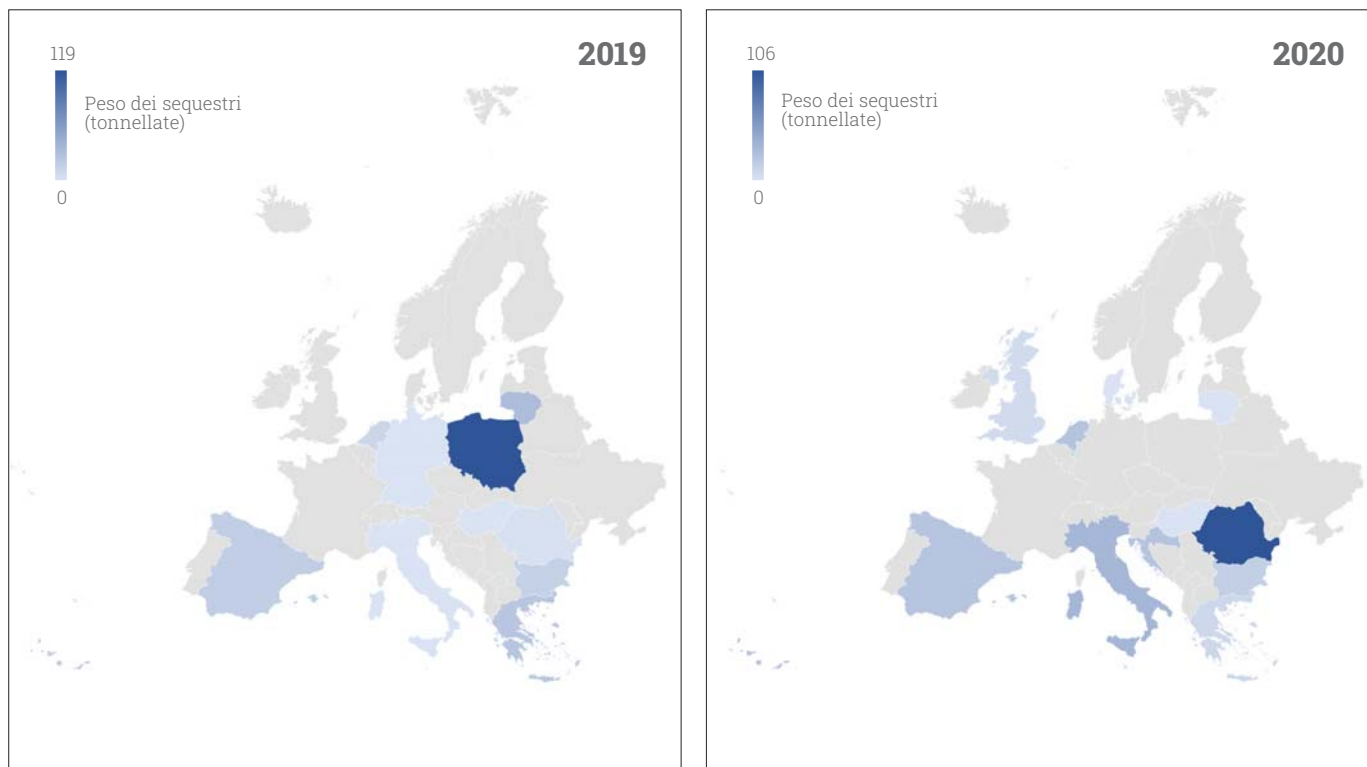 119
2019
Peso dei sequestri
(tonnellate)
0
106
2020
Peso dei sequestri
(tonnellate)
0